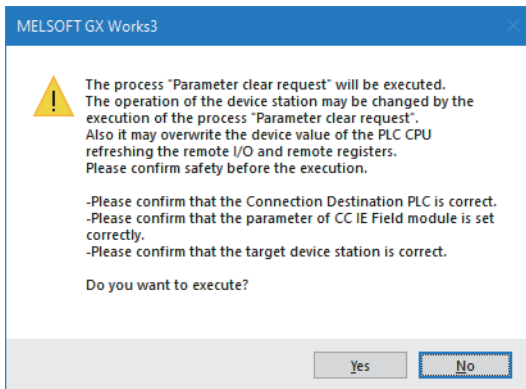 MELSOFT GX Works3
The process "Parameter clear request" will be executed.
The operation of the device station may be changed by the
execution of the process "Parameter clear request".
Also it may overwrite the device value of the PLC CPU
refreshing the remote I/O and remote registers.
Please confirm safety before the execution.
-Please confirm that the Connection Destination PLC is correct.
-Please confirm that the parameter of CC IE Field module is set
correctly.
-Please confirm that the target device station is correct.
Do you want to execute?
Yes
No